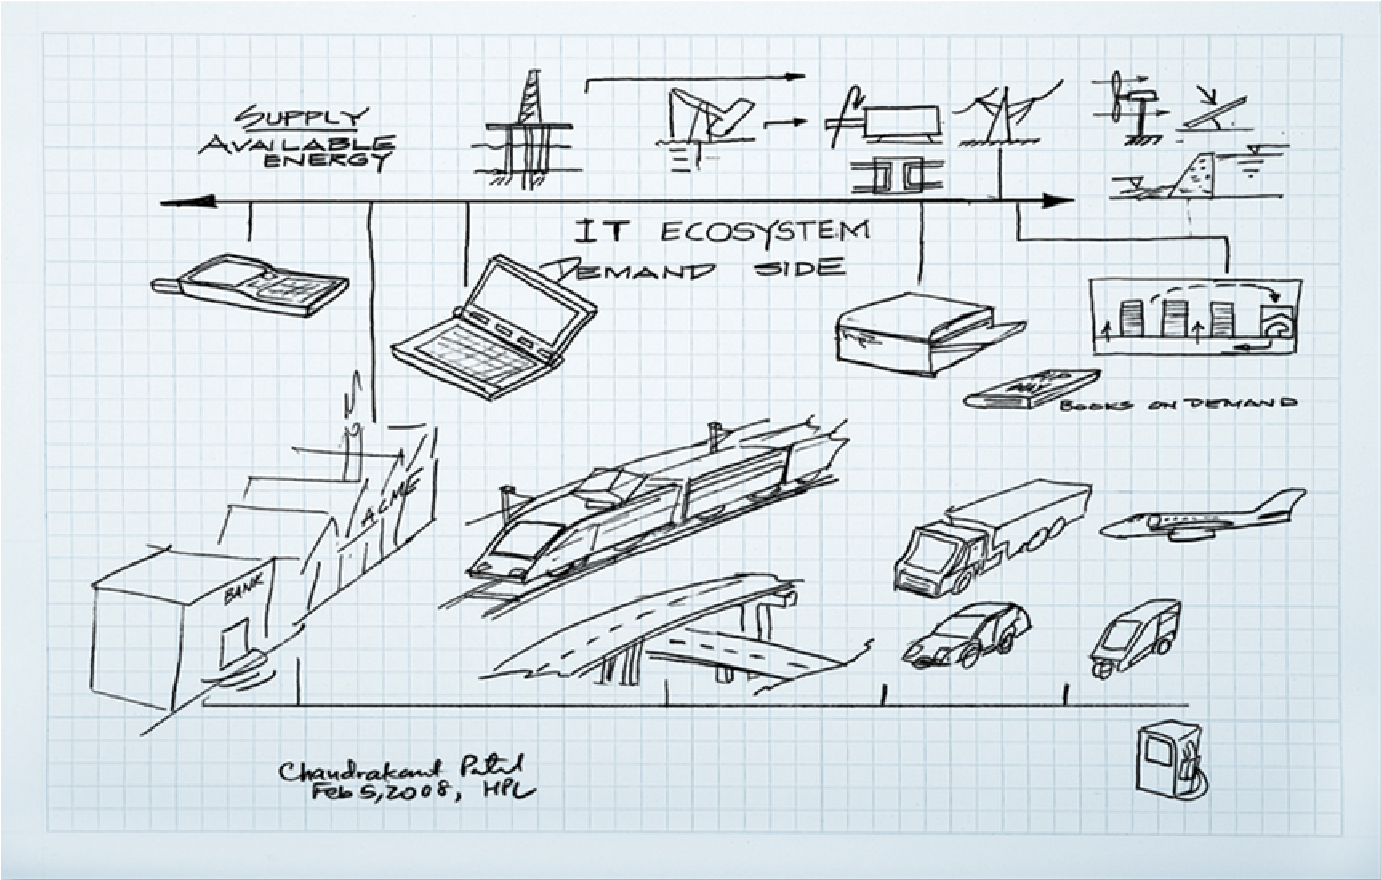 SUPPLY
AVAILABLE
ENERGY
IT ECOSYSTEM
DEMAND SIDE
BOOKS ON DEMAND
ACME
BANK
Chandrakant Patel
Feb 5, 2008, HPL